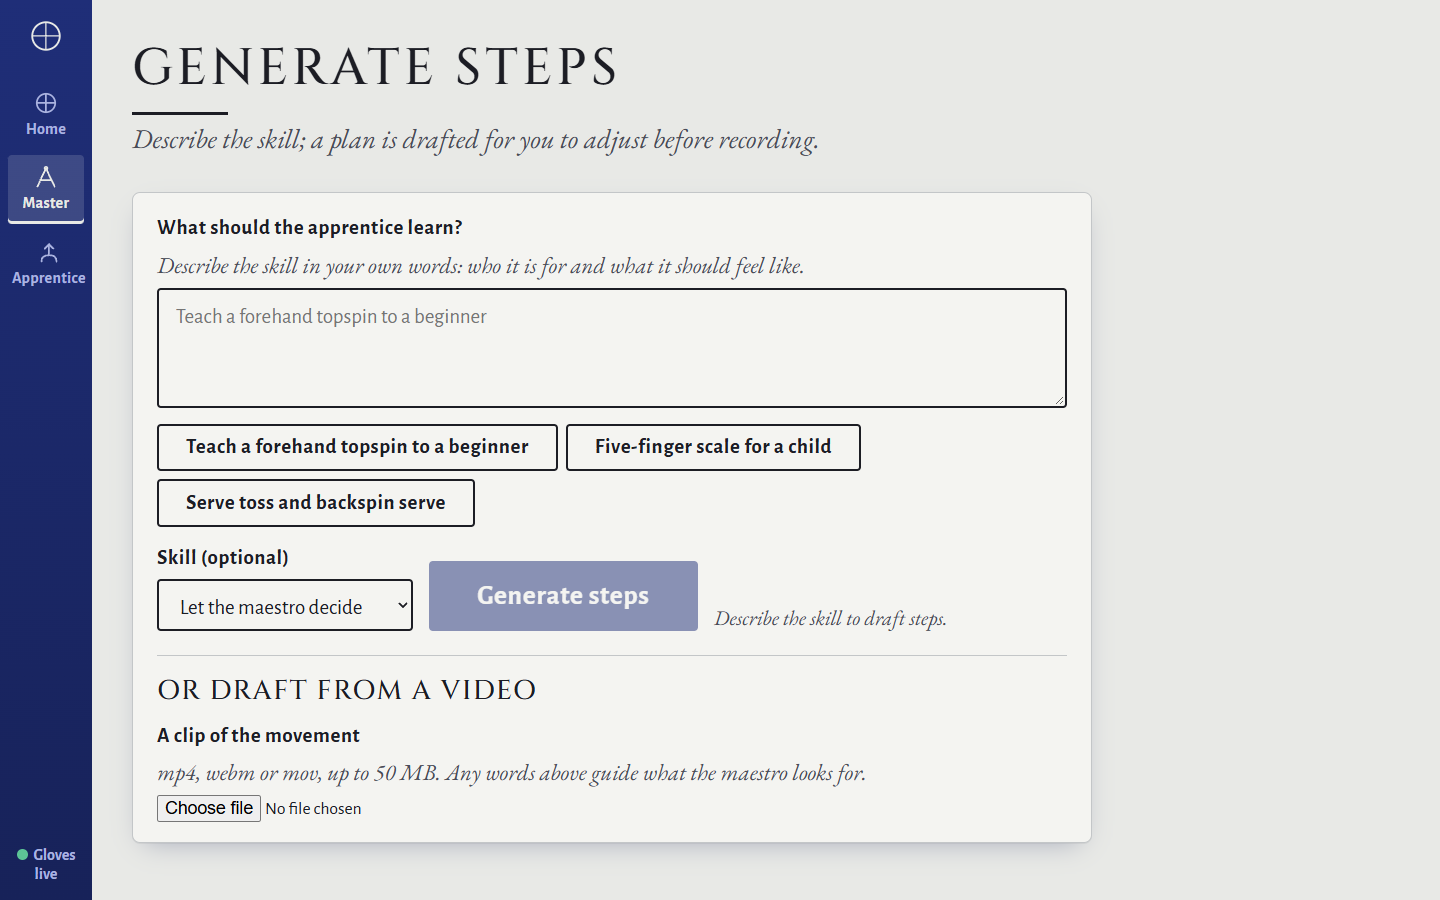 GENERATE STEPS
Describe the skill; a plan is drafted for you to adjust before recording.
Home
Master
Apprentice
Gloves
live
What should the apprentice learn?
Describe the skill in your own words: who it is for and what it should feel like.
Teach a forehand topspin to a beginner
Teach a forehand topspin to a beginner
Five-finger scale for a child
Serve toss and backspin serve
Skill (optional)
Let the maestro decide
Generate steps
Describe the skill to draft steps.
OR DRAFT FROM A VIDEO
A clip of the movement
mp4, webm or mov, up to 50 MB. Any words above guide what the maestro looks for.
Choose file No file chosen